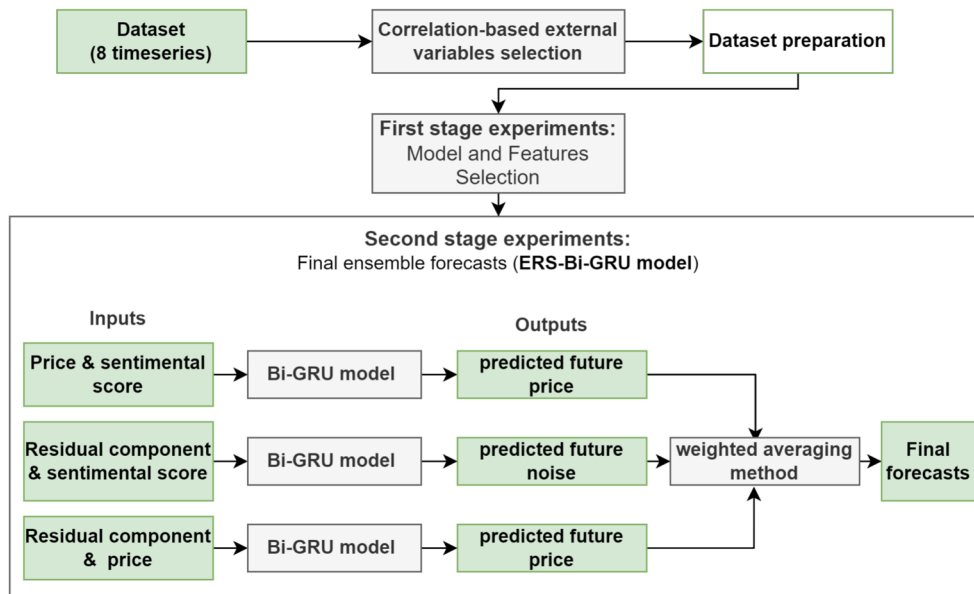 Dataset
(8 timeseries)
Correlation-based external
variables selection
Dataset preparation
First stage experiments:
Model and Features
Selection
Second stage experiments:
Final ensemble forecasts (ERS-Bi-GRU model)
Inputs
Outputs
Price & sentimental
score
Bi-GRU model
predicted future
price
Residual component
& sentimental score
Bi-GRU model
predicted future
noise
weighted averaging
method
Final
forecasts
Residual component
& price
Bi-GRU model
predicted future
price